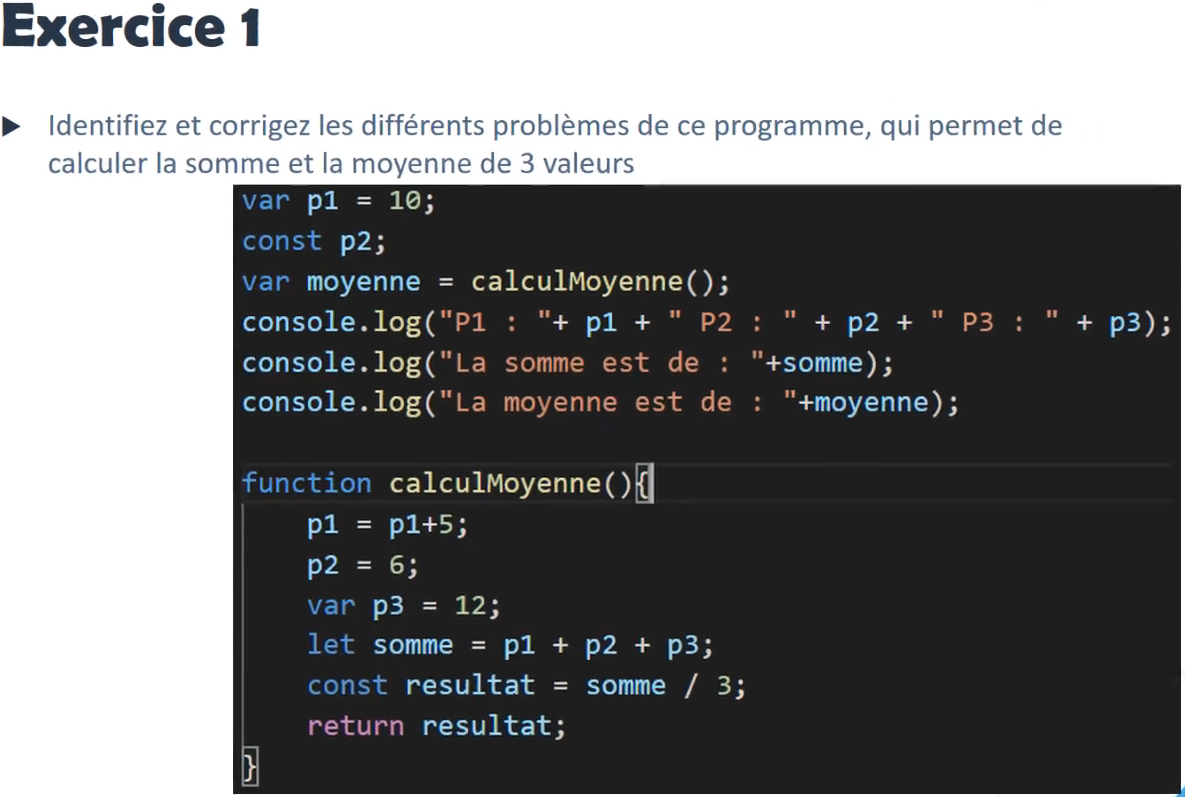 Exercice 1
Identifiez et corrigez les différents problèmes de ce programme, qui permet de
calculer la somme et la moyenne de 3 valeurs
var p1 = 10;
const p2;
var moyenne = calculMoyenne();
console.log("P1 : "+ p1 + " P2 : " + p2 + " P3 : " + p3);
console.log("La somme est de : "+somme);
console.log("La moyenne est de : "+moyenne);
function calculMoyenne(){
    p1 = p1+5;
    p2 = 6;
    var p3 = 12;
    let somme = p1 + p2 + p3;
    const resultat = somme / 3;
    return resultat;
}